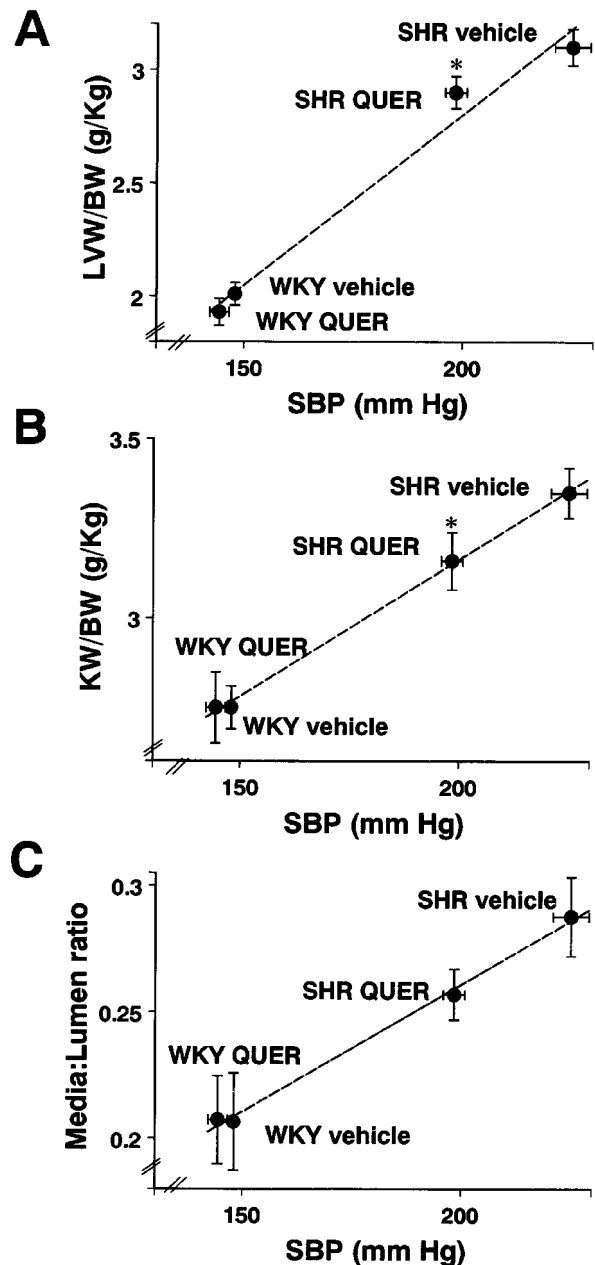 A
LVW/BW (g/Kg)
3
2.5
2
SHR vehicle
*
SHR QUER
WKY vehicle
WKY QUER
150
200
SBP (mm Hg)
B
KW/BW (g/Kg)
3.5
3
SHR vehicle
*
SHR QUER
WKY QUER
WKY vehicle
150
200
SBP (mm Hg)
C
Media:Lumen ratio
0.3
0.25
0.2
SHR vehicle
SHR QUER
WKY QUER
WKY vehicle
150
200
SBP (mm Hg)